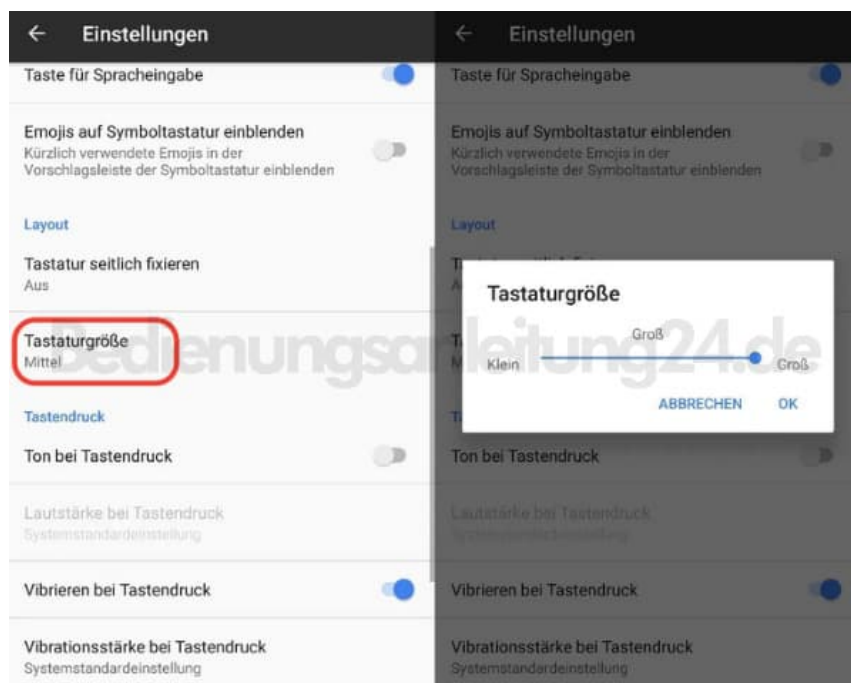 Einstellungen
Taste für Spracheingabe
Emojis auf Symboltastatur einblenden
Kürzlich verwendete Emojis in der
Vorschlagsleiste der Symboltastatur einblenden
Layout
Tastatur seitlich fixieren
Aus
Tastaturgröße
Mittel
Tastendruck
Ton bei Tastendruck
Lautstärke bei Tastendruck
Systemstandardeinstellung
Vibrieren bei Tastendruck
Vibrationsstärke bei Tastendruck
Systemstandardeinstellung
Einstellungen
Taste für Spracheingabe
Emojis auf Symboltastatur einblenden
Kürzlich verwendete Emojis in der
Vorschlagsleiste der Symboltastatur einblenden
Layout
Tastaturgröße
Groß
Klein
Groß
ABBRECHEN OK
Ton bei Tastendruck
Lautstärke bei Tastendruck
Vibrieren bei Tastendruck
Vibrationsstärke bei Tastendruck
Systemstandardeinstellung
Bedienungsanleitung24.de